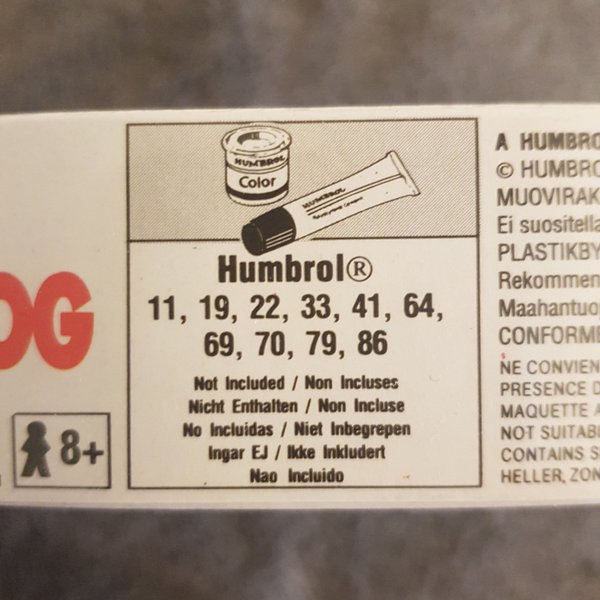 HUMBROL
Color
HUMBROL
Humbrol®
11, 19, 22, 33, 41, 64,
69, 70, 79, 86
Not Included / Non Incluses
Nicht Enthalten / Non Incluse
No Incluidas / Niet Inbegrepen
Ingar EJ / Ikke Inkludert
Nao Incluido
OG
8+
A HUMBRO
© HUMBRO
MUOVIRAK
Ei suositella
PLASTIKBY
Rekommen
Maahantuo
CONFORME
NE CONVIEN
PRESENCE D
MAQUETTE A
NOT SUITAB
CONTAINS S
HELLER, ZON